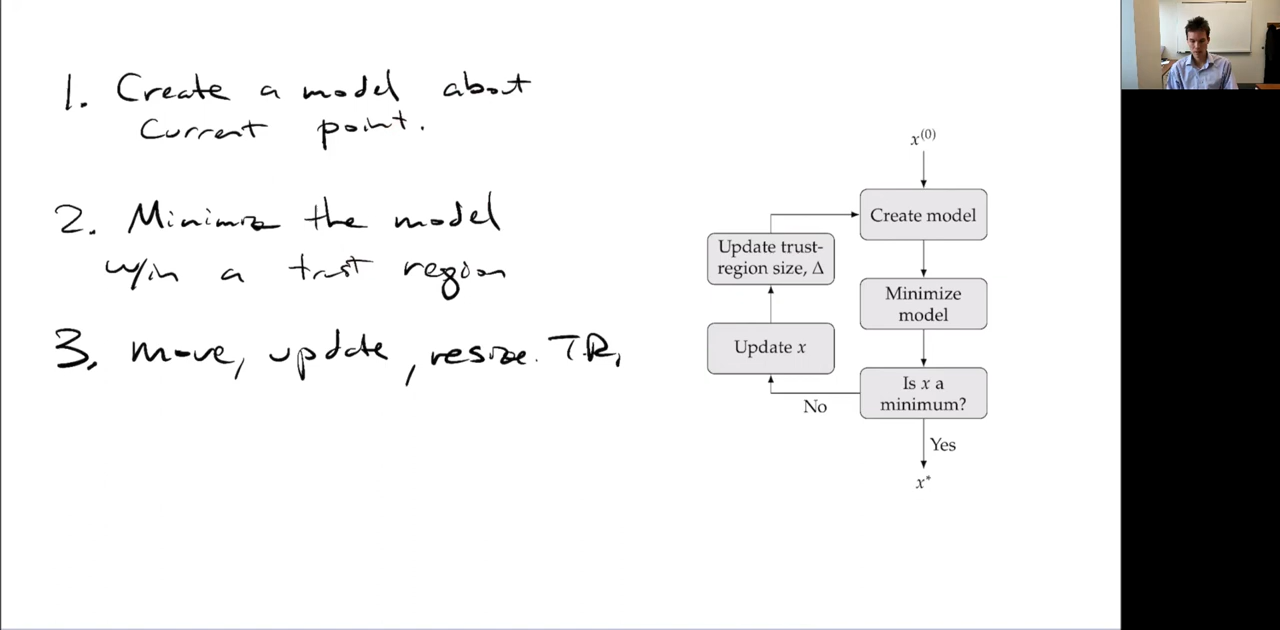 1. Create a model about
current point.
2. Minimize the model
w/in a trust region
3. move, update, resize T.R.
x(0)
Create model
Minimize
model
Is x a
minimum?
No
Update x
Update trust-
region size, Δ
Yes
x*